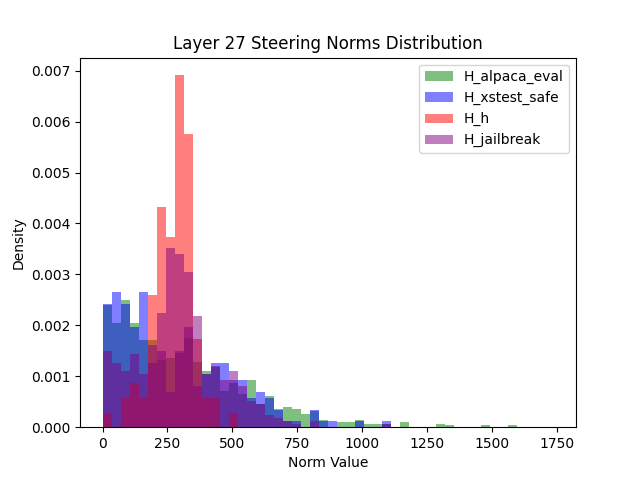 Layer 27 Steering Norms Distribution
H_alpaca_eval
H_xstest_safe
H_h
H_jailbreak
Density
0.007
0.006
0.005
0.004
0.003
0.002
0.001
0.000
0
250
500
750
1000
1250
1500
1750
Norm Value